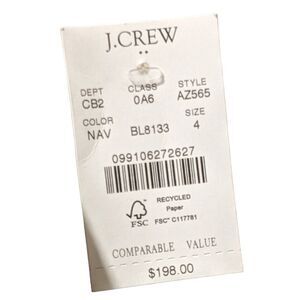 J.CREW
DEPT CLASS STYLE
CB2 0A6 AZ565
COLOR SIZE
NAV BL8133 4
099106272627
RECYCLED
Paper
FSC® C117781
FSC
COMPARABLE VALUE
$198.00